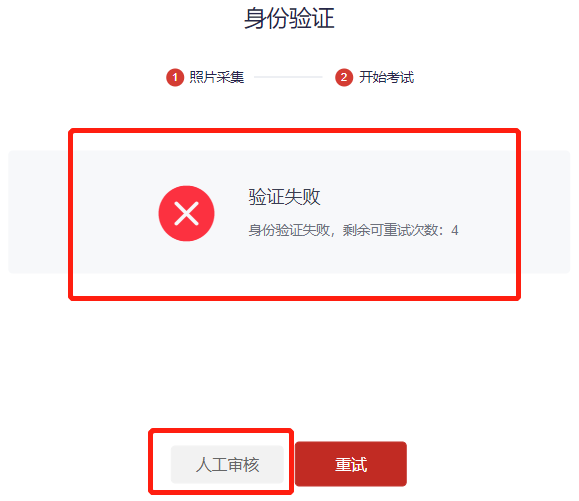 身份验证
1 照片采集 2 开始考试
验证失败
身份验证失败，剩余可重试次数：4
人工审核 重试